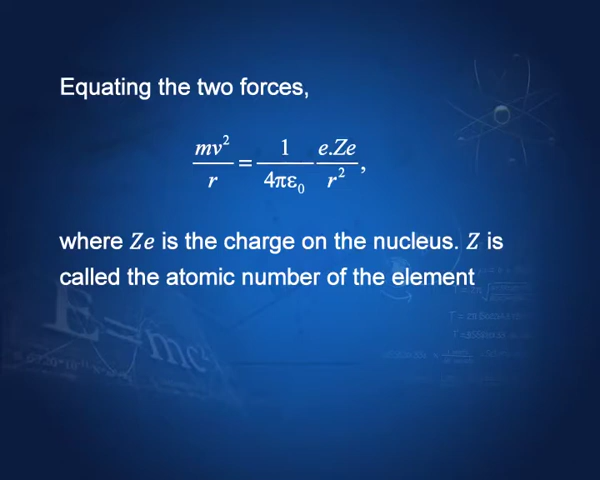 Equating the two forces,
mv²/r = 1/4πε₀ e.Ze/r²,
where Ze is the charge on the nucleus. Z is
called the atomic number of the element
E=mc²